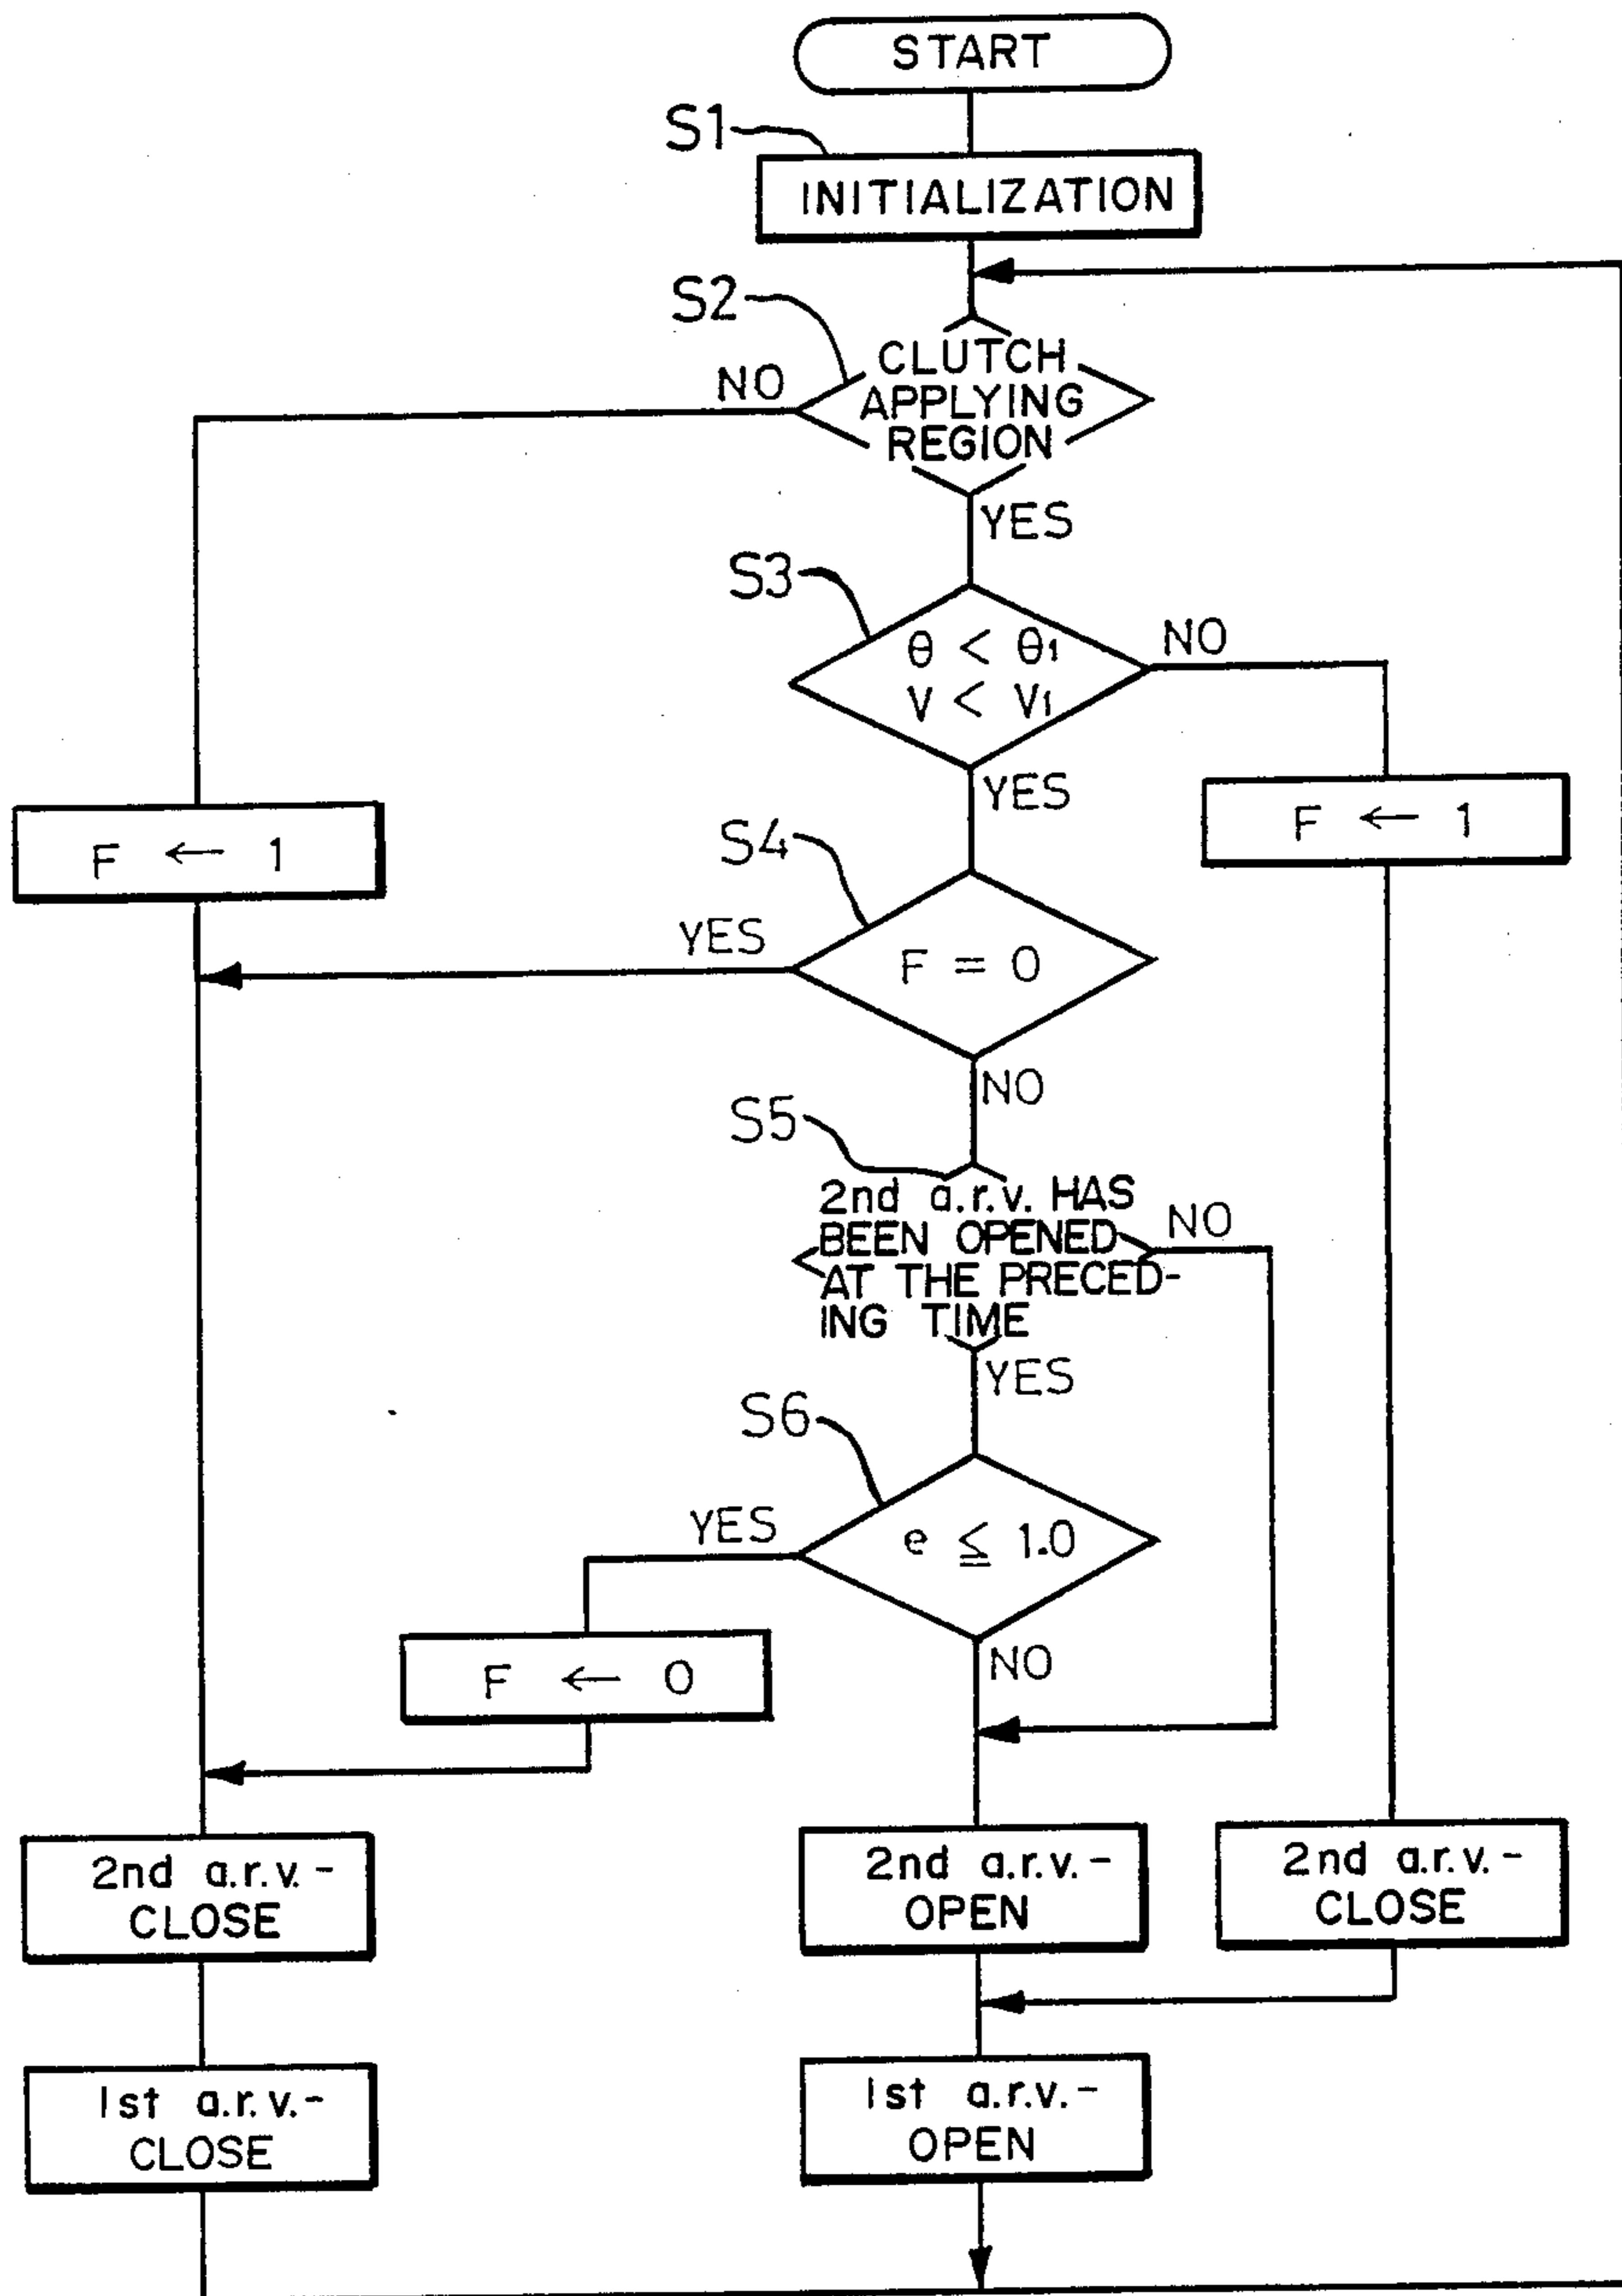 START
S1
INITIALIZATION
S2
NO
CLUTCH
APPLYING
REGION
YES
S3
θ < θ1
V < V1
NO
YES
F ← 1
F ← 1
S4
YES
F = 0
NO
S5
2nd a.r.v. HAS
BEEN OPENED
AT THE PRECED-
ING TIME
NO
YES
S6
YES
e ≦ 1.0
NO
F ← 0
2nd a.r.v.-
CLOSE
2nd a.r.v.-
OPEN
2nd a.r.v.-
CLOSE
1st a.r.v.-
CLOSE
1st a.r.v.-
OPEN